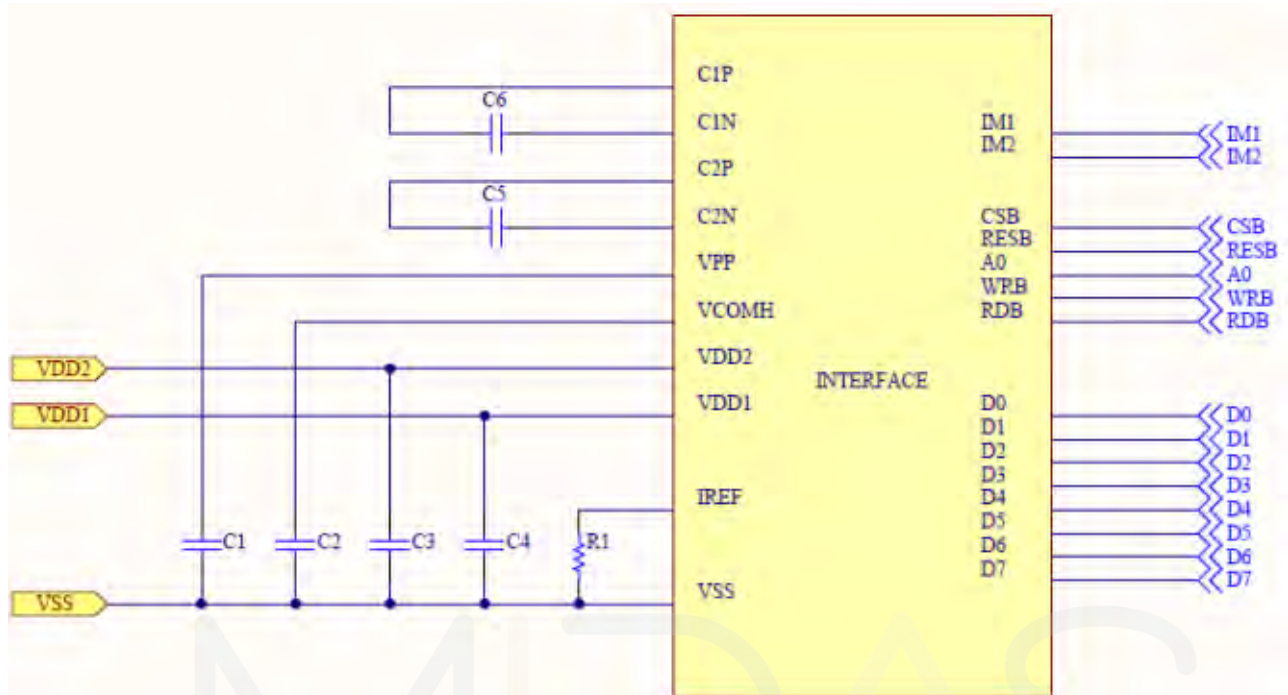 C1P
C6
C1N
C2P
C5
C2N
VPP
VCOMH
VDD2 VDD2
VDD1 VDD1
IREF
C1 C2 C3 C4 R1
VSS VSS
INTERFACE
IM1 IM1
IM2 IM2
CSB CSB
RESB RESB
A0 A0
WRB WRB
RDB RDB
D0 D0
D1 D1
D2 D2
D3 D3
D4 D4
D5 D5
D6 D6
D7 D7
MIDAS